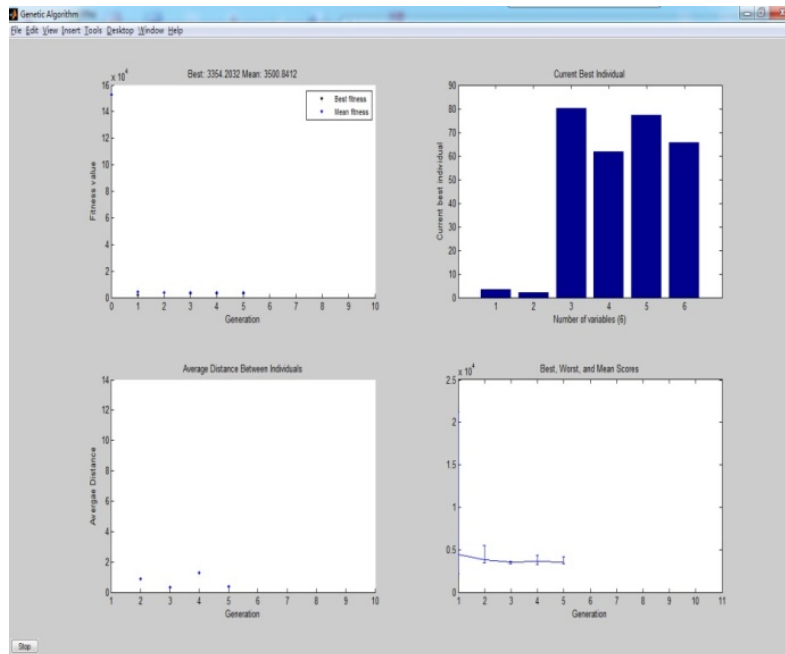 Genetic Algorithm
File Edit View Insert Tools Desktop Window Help
Best: 3354.2032 Mean: 3500.8412
x 10^4
16
14
12
10
8
6
4
2
0
Fitness value
Best fitness
Mean fitness
0 1 2 3 4 5 6 7 8 9 10
Generation
Current Best Individual
90
80
70
60
50
40
30
20
10
0
Current best individual
1 2 3 4 5 6
Number of variables (6)
Average Distance Between Individuals
14
12
10
8
6
4
2
0
Avergae Distance
1 2 3 4 5 6 7 8 9 10
Generation
Best, Worst, and Mean Scores
x 10^4
2.5
2
1.5
1
0.5
0
1 2 3 4 5 6 7 8 9 10 11
Generation
Stop